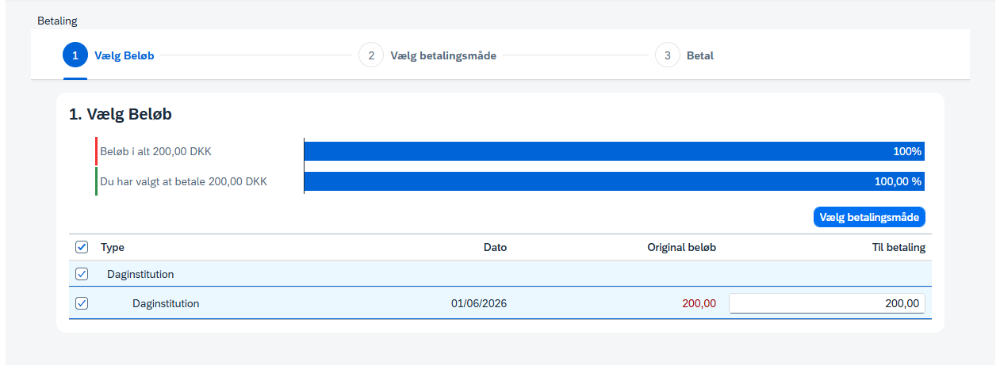 Betaling
1 Vælg Beløb 2 Vælg betalingsmåde 3 Betal
1. Vælg Beløb
Beløb i alt 200,00 DKK 100%
Du har valgt at betale 200,00 DKK 100,00 %
Vælg betalingsmåde
Type Dato Original beløb Til betaling
Daginstitution
Daginstitution 01/06/2026 200,00 200,00